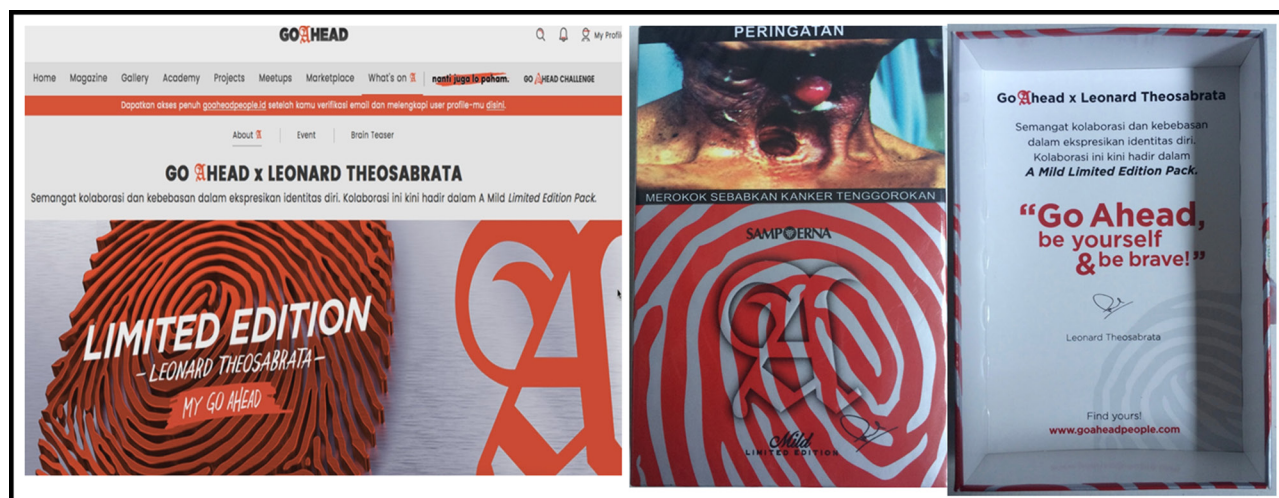 GO AHEAD
My Profil
Home Magazine Gallery Academy Projects Meetups Marketplace What's on A nanti juga lo paham. GO AHEAD CHALLENGE
Dapatkan akses penuh goaheadpeople.id setelah kamu verifikasi email dan melengkapi user profile-mu disini.
About A Event Brain Teaser
GO AHEAD x LEONARD THEOSABRATA
Semangat kolaborasi dan kebebasan dalam ekspresikan identitas diri. Kolaborasi ini kini hadir dalam A Mild Limited Edition Pack.
LIMITED EDITION
– LEONARD THEOSABRATA –
MY GO AHEAD
A
PERINGATAN
MEROKOK SEBABKAN KANKER TENGGOROKAN
SAMPOERNA
A
Mild
LIMITED EDITION
Go Ahead x Leonard Theosabrata
Semangat kolaborasi dan kebebasan
dalam ekspresikan identitas diri.
Kolaborasi ini kini hadir dalam
A Mild Limited Edition Pack.
“Go Ahead,
be yourself
& be brave!”
Leonard Theosabrata
Find yours!
www.goaheadpeople.com